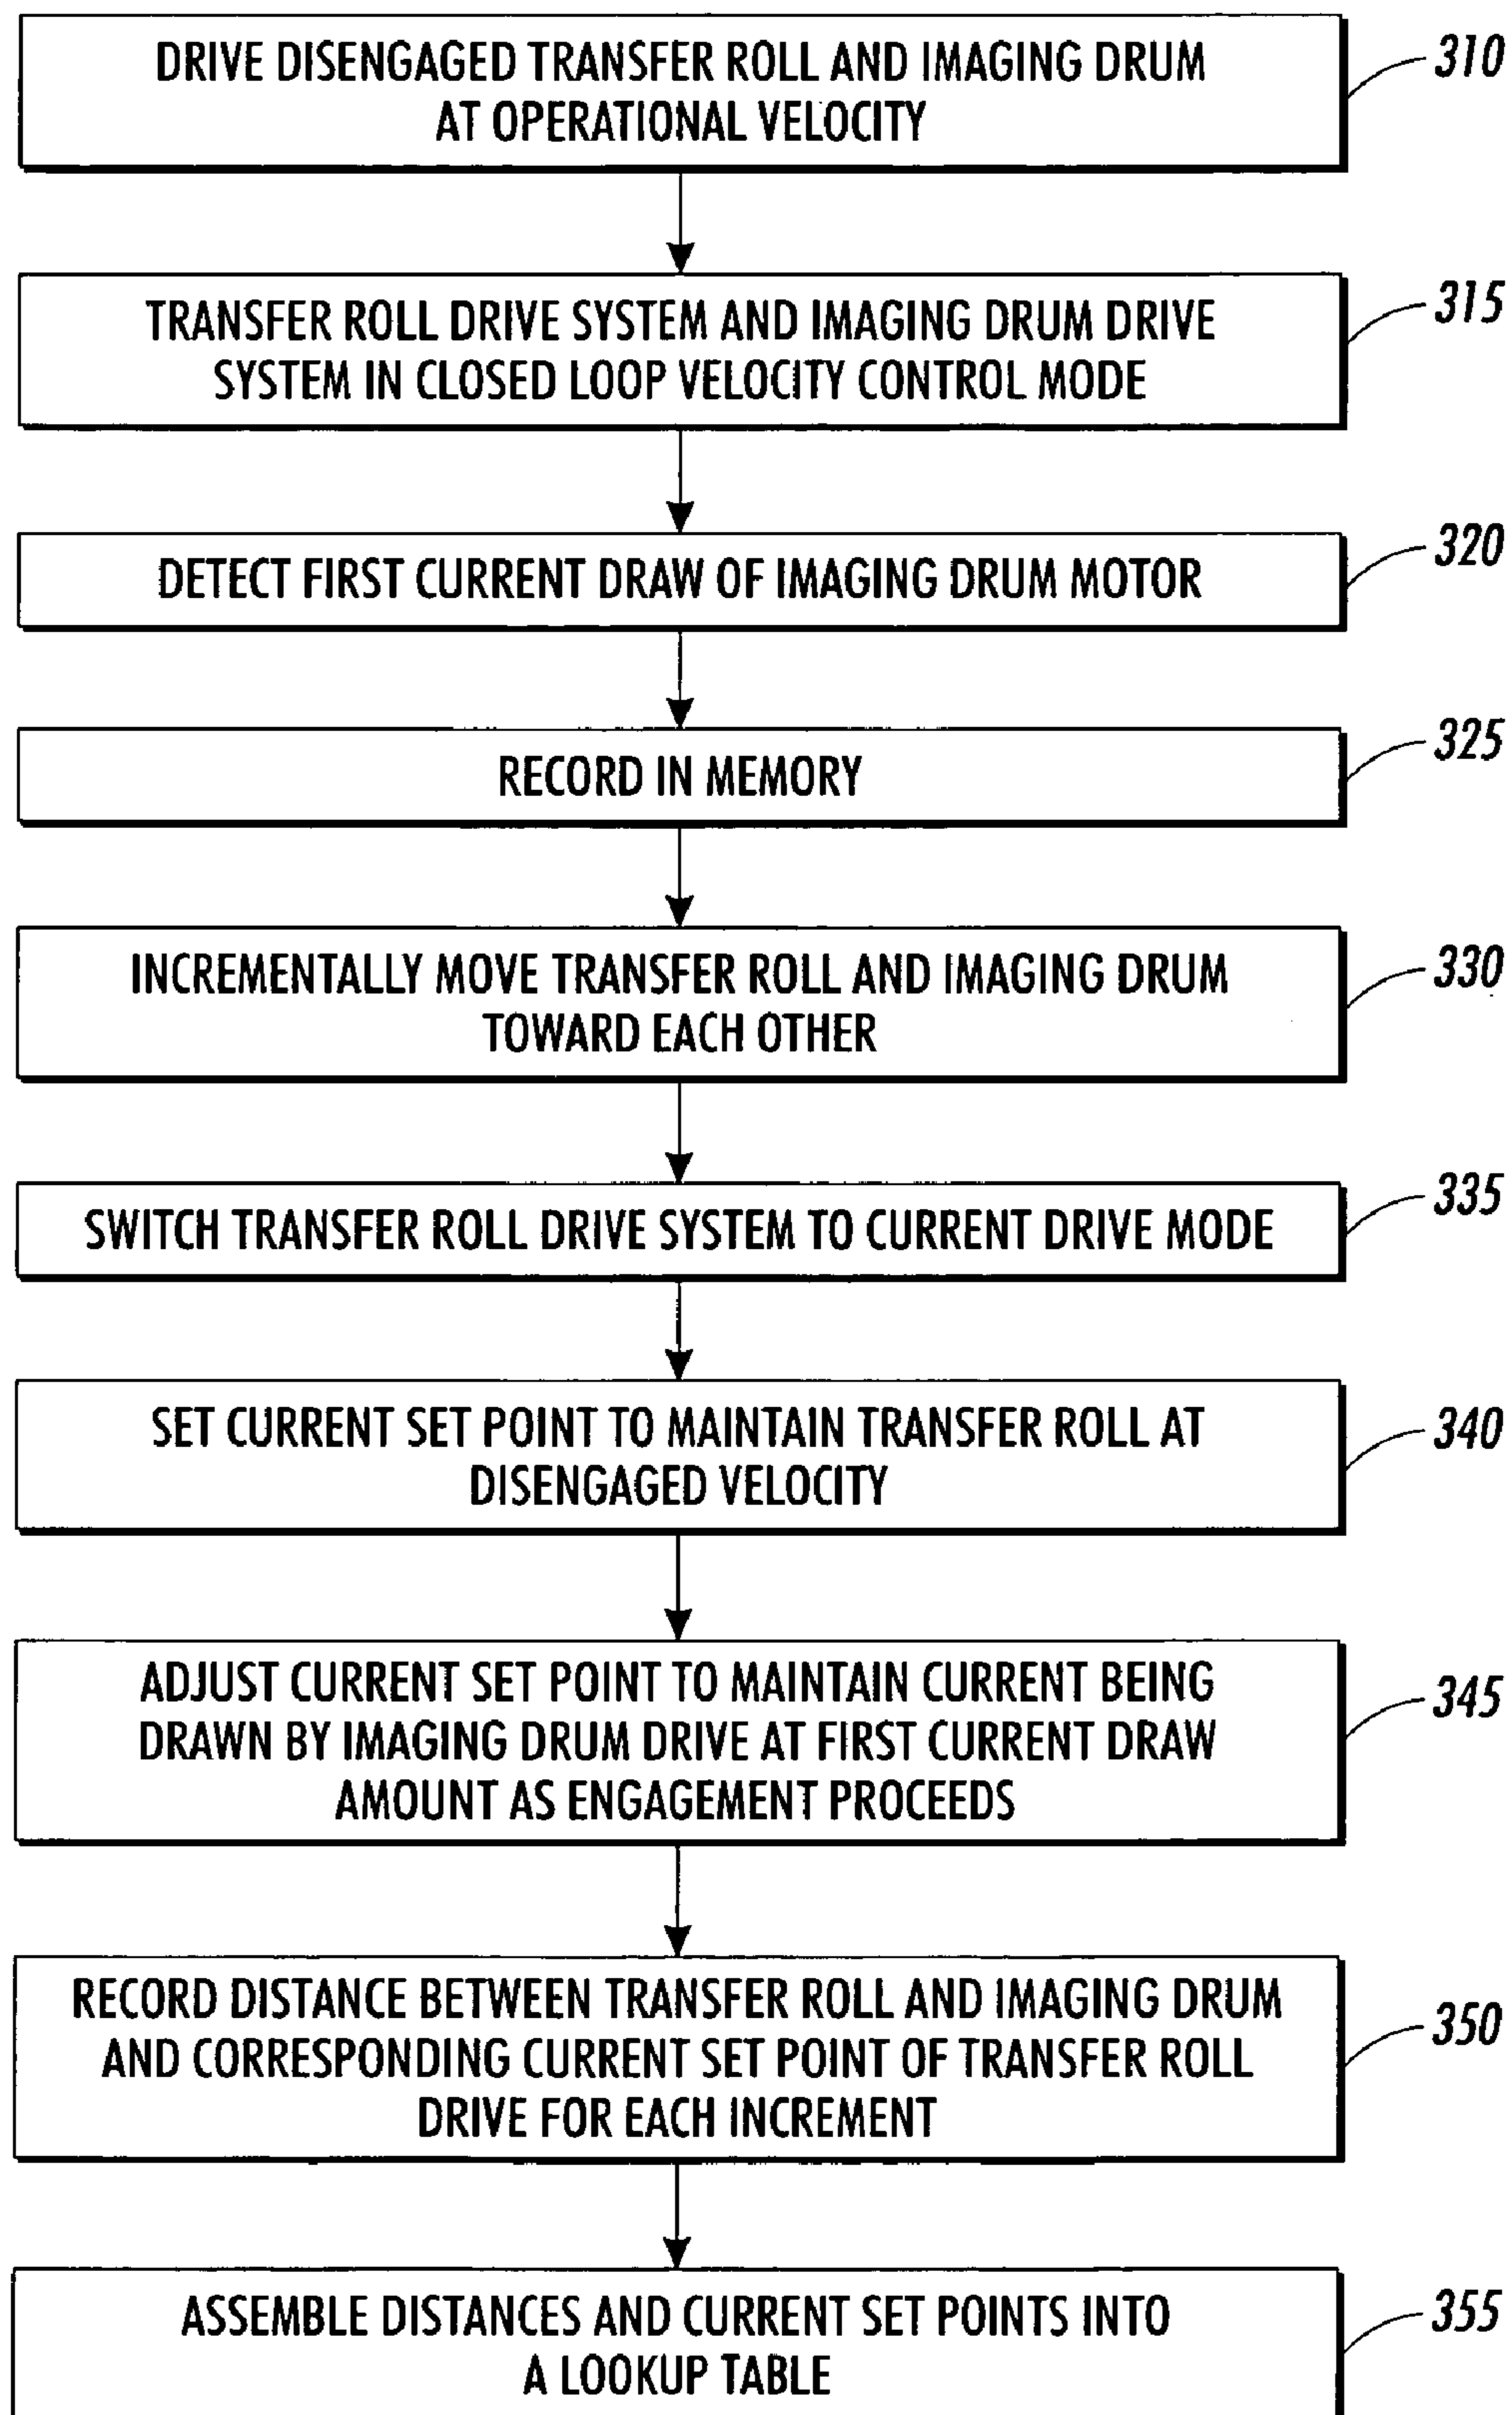 DRIVE DISENGAGED TRANSFER ROLL AND IMAGING DRUM
AT OPERATIONAL VELOCITY
310
TRANSFER ROLL DRIVE SYSTEM AND IMAGING DRUM DRIVE
SYSTEM IN CLOSED LOOP VELOCITY CONTROL MODE
315
DETECT FIRST CURRENT DRAW OF IMAGING DRUM MOTOR
320
RECORD IN MEMORY
325
INCREMENTALLY MOVE TRANSFER ROLL AND IMAGING DRUM
TOWARD EACH OTHER
330
SWITCH TRANSFER ROLL DRIVE SYSTEM TO CURRENT DRIVE MODE
335
SET CURRENT SET POINT TO MAINTAIN TRANSFER ROLL AT
DISENGAGED VELOCITY
340
ADJUST CURRENT SET POINT TO MAINTAIN CURRENT BEING
DRAWN BY IMAGING DRUM DRIVE AT FIRST CURRENT DRAW
AMOUNT AS ENGAGEMENT PROCEEDS
345
RECORD DISTANCE BETWEEN TRANSFER ROLL AND IMAGING DRUM
AND CORRESPONDING CURRENT SET POINT OF TRANSFER ROLL
DRIVE FOR EACH INCREMENT
350
ASSEMBLE DISTANCES AND CURRENT SET POINTS INTO
A LOOKUP TABLE
355